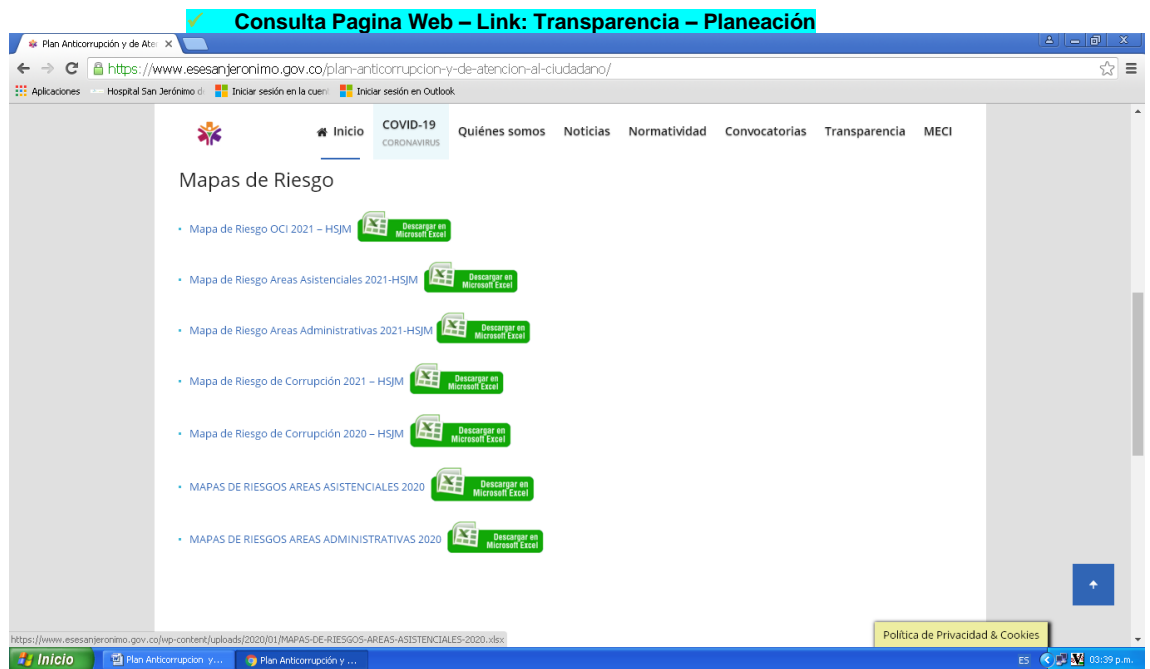 ✓ Consulta Pagina Web – Link: Transparencia – Planeación
Plan Anticorrupción y de Ate
https://www.esesanjeronimo.gov.co/plan-anticorrupcion-y-de-atencion-al-ciudadano/
Aplicaciones Hospital San Jerónimo d Iniciar sesión en la cuen Iniciar sesión en Outlook
Inicio COVID-19 CORONAVIRUS Quiénes somos Noticias Normatividad Convocatorias Transparencia MECI
Mapas de Riesgo
• Mapa de Riesgo OCI 2021 – HSJM Descargar en Microsoft Excel
• Mapa de Riesgo Areas Asistenciales 2021-HSJM Descargar en Microsoft Excel
• Mapa de Riesgo Areas Administrativas 2021-HSJM Descargar en Microsoft Excel
• Mapa de Riesgo de Corrupción 2021 – HSJM Descargar en Microsoft Excel
• Mapa de Riesgo de Corrupción 2020 – HSJM Descargar en Microsoft Excel
• MAPAS DE RIESGOS AREAS ASISTENCIALES 2020 Descargar en Microsoft Excel
• MAPAS DE RIESGOS AREAS ADMINISTRATIVAS 2020 Descargar en Microsoft Excel
https://www.esesanjeronimo.gov.co/wp-content/uploads/2020/01/MAPAS-DE-RIESGOS-AREAS-ASISTENCIALES-2020.xlsx
Política de Privacidad & Cookies
Inicio Plan Anticorrupcion y... Plan Anticorrupción y ... ES 03:39 p.m.